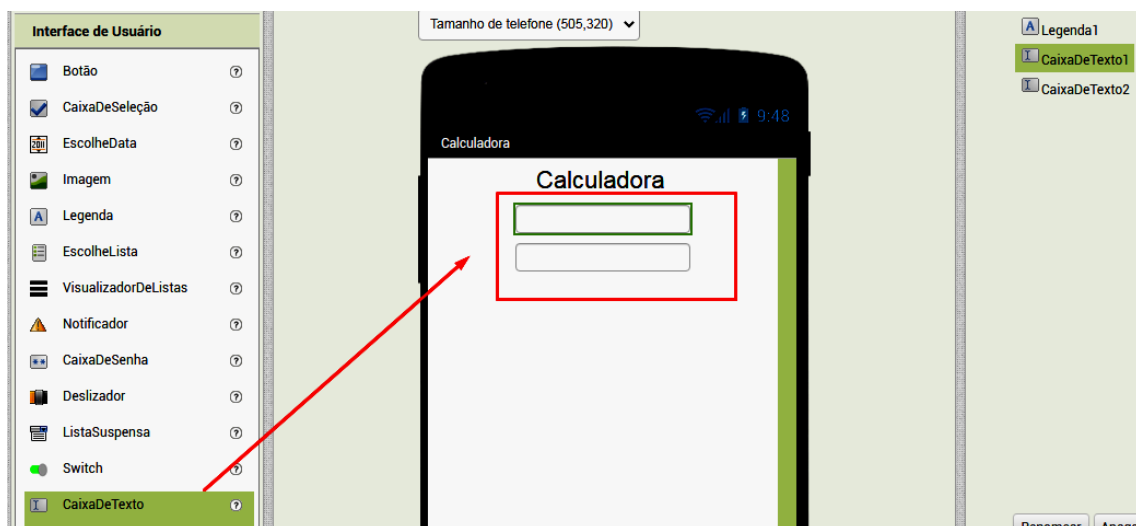 Interface de Usuário
Botão
CaixaDeSeleção
EscolheData
Imagem
Legenda
EscolheLista
VisualizadorDeListas
Notificador
CaixaDeSenha
Deslizador
ListaSuspensa
Switch
CaixaDeTexto
Tamanho de telefone (505,320)
9:48
Calculadora
Calculadora
Legenda1
CaixaDeTexto1
CaixaDeTexto2